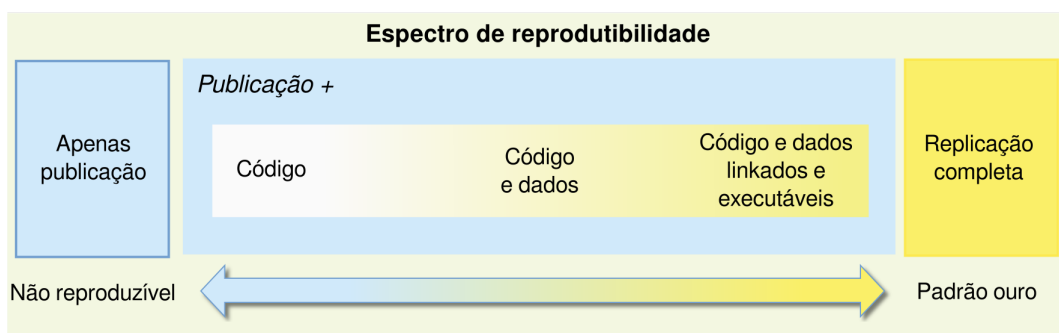 Espectro de reprodutibilidade
Apenas
publicação
Publicação +
Código
Código
e dados
Código e dados
linkados e
executáveis
Replicação
completa
Não reproduzível
Padrão ouro